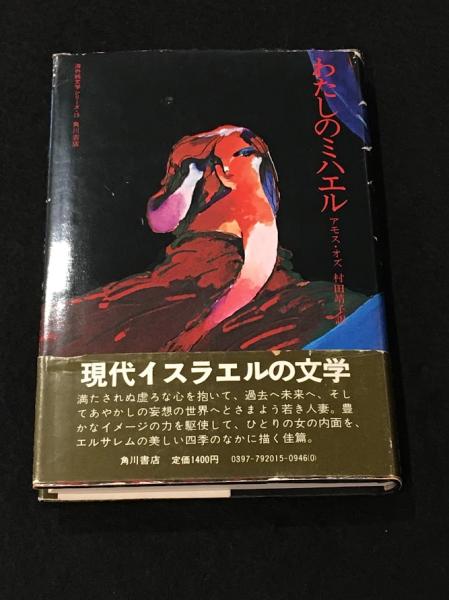 海外純文学シリーズ・15 角川書店
わたしのミハエル
アモス・オズ 村田靖子訳
現代イスラエルの文学
満たされぬ虚ろな心を抱いて、過去へ未来へ、そし
てあやかしの妄想の世界へとさまよう若き人妻。豊
かなイメージの力を駆使して、ひとりの女の内面を、
エルサレムの美しい四季のなかに描く佳篇。
角川書店 定価1400円 0397-792015-0946(0)